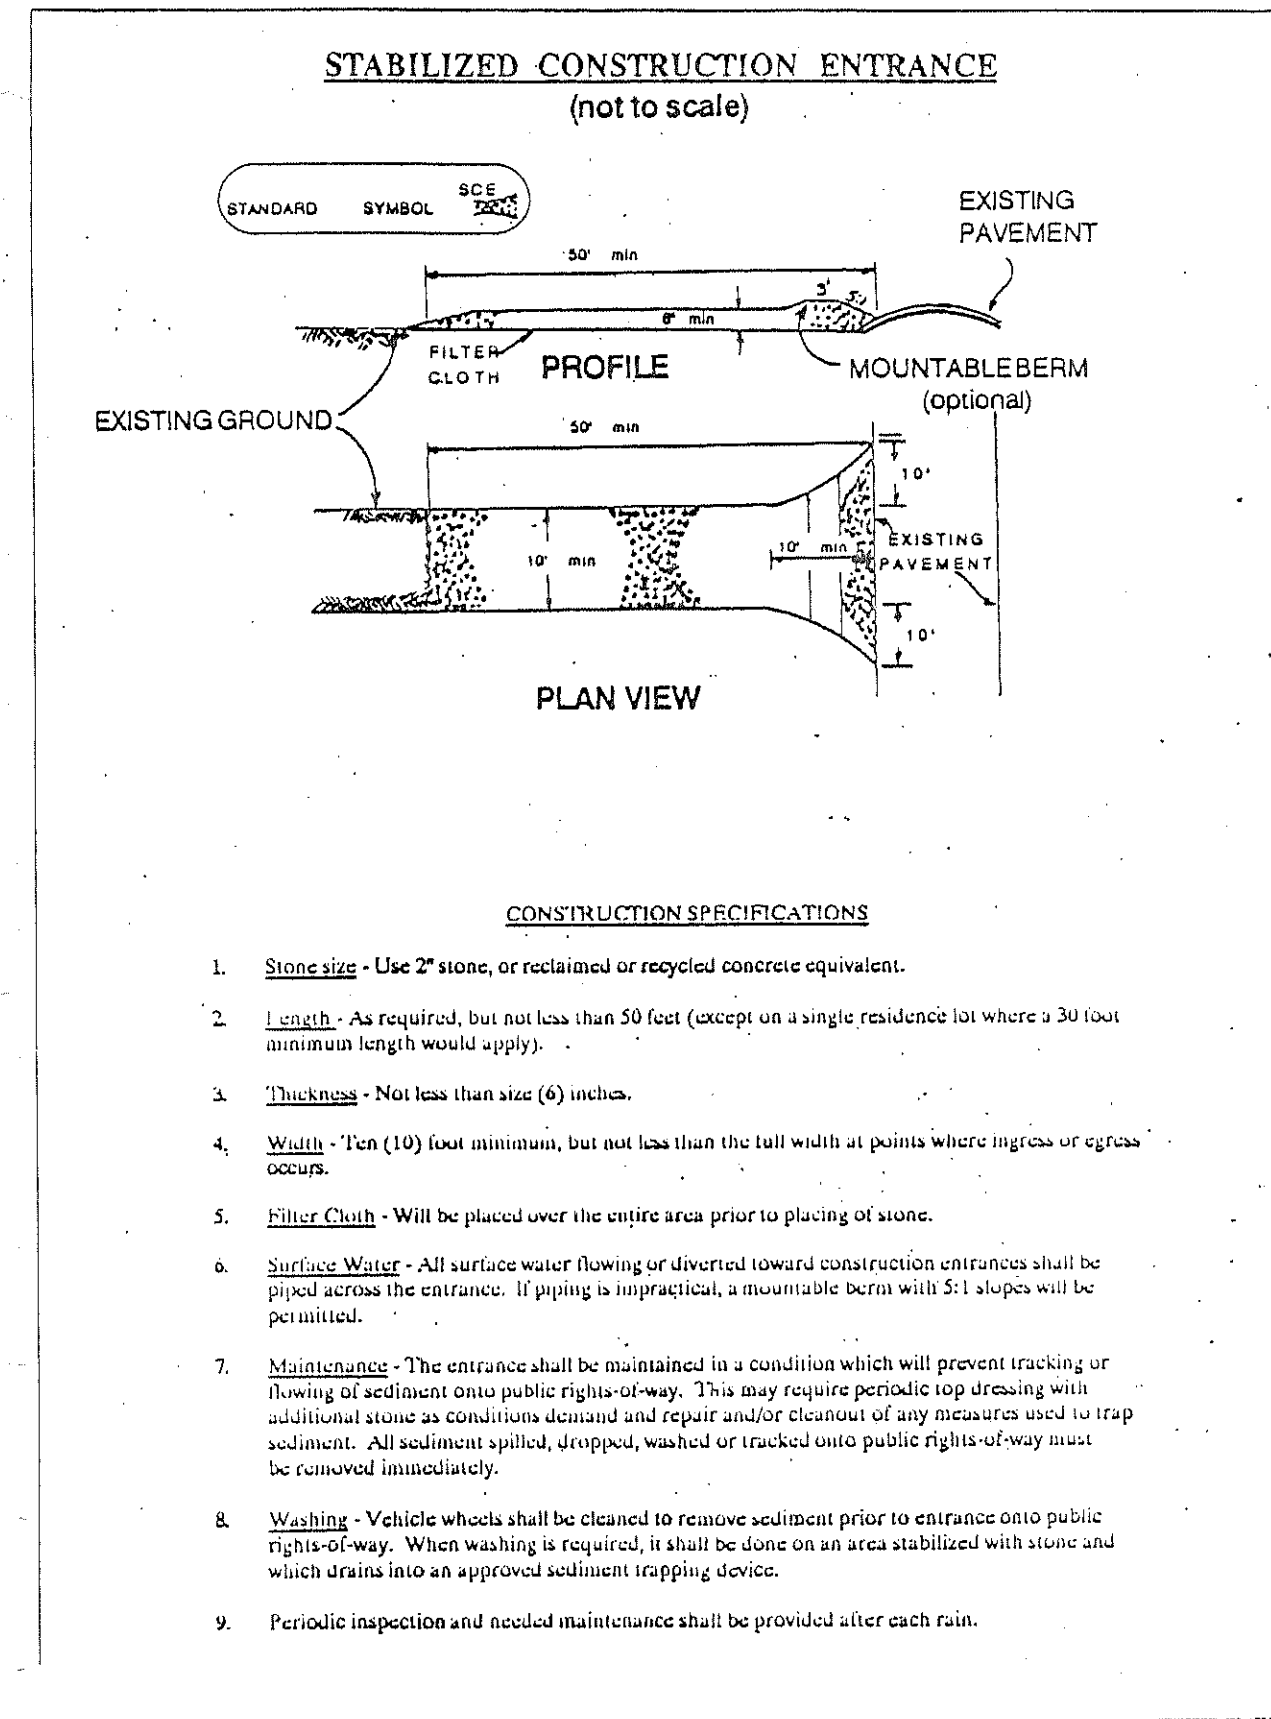 STABILIZED CONSTRUCTION ENTRANCE
(not to scale)
SCE
STANDARD SYMBOL
EXISTING
PAVEMENT
50' min
3'
6" min
FILTER
CLOTH
PROFILE
MOUNTABLE BERM
(optional)
EXISTING GROUND
50' min
10'
10' min
10' min
EXISTING
PAVEMENT
10'
PLAN VIEW
CONSTRUCTION SPECIFICATIONS
1. Stone size - Use 2" stone, or reclaimed or recycled concrete equivalent.
2. Length - As required, but not less than 50 feet (except on a single residence lot where a 30 foot
minimum length would apply).
3. Thickness - Not less than size (6) inches.
4. Width - Ten (10) foot minimum, but not less than the full width at points where ingress or egress
occurs.
5. Filter Cloth - Will be placed over the entire area prior to placing of stone.
6. Surface Water - All surface water flowing or diverted toward construction entrances shall be
piped across the entrance. If piping is impractical, a mountable berm with 5:1 slopes will be
permitted.
7. Maintenance - The entrance shall be maintained in a condition which will prevent tracking or
flowing of sediment onto public rights-of-way. This may require periodic top dressing with
additional stone as conditions demand and repair and/or cleanout of any measures used to trap
sediment. All sediment spilled, dropped, washed or tracked onto public rights-of-way must
be removed immediately.
8. Washing - Vehicle wheels shall be cleaned to remove sediment prior to entrance onto public
rights-of-way. When washing is required, it shall be done on an area stabilized with stone and
which drains into an approved sediment trapping device.
9. Periodic inspection and needed maintenance shall be provided after each rain.